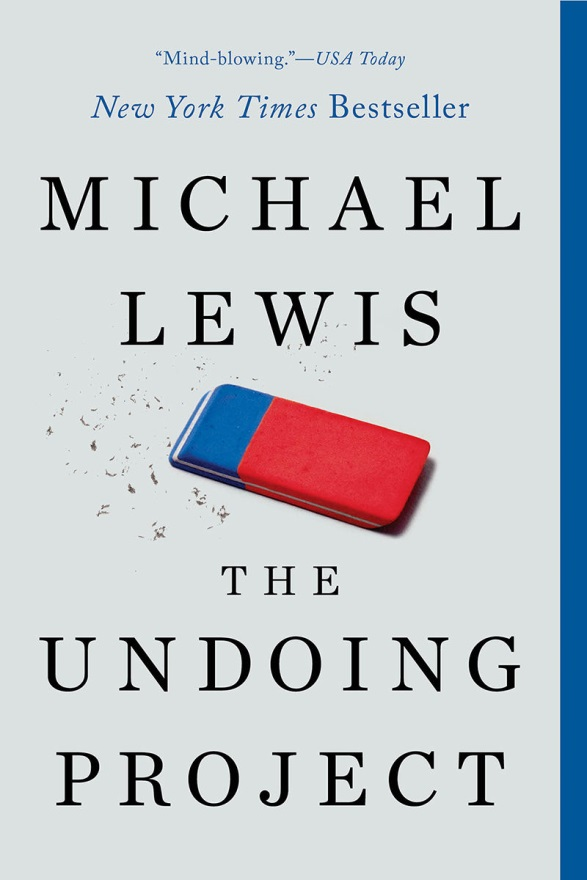 “Mind-blowing.”—USA Today
New York Times Bestseller
MICHAEL
LEWIS
THE
UNDOING
PROJECT